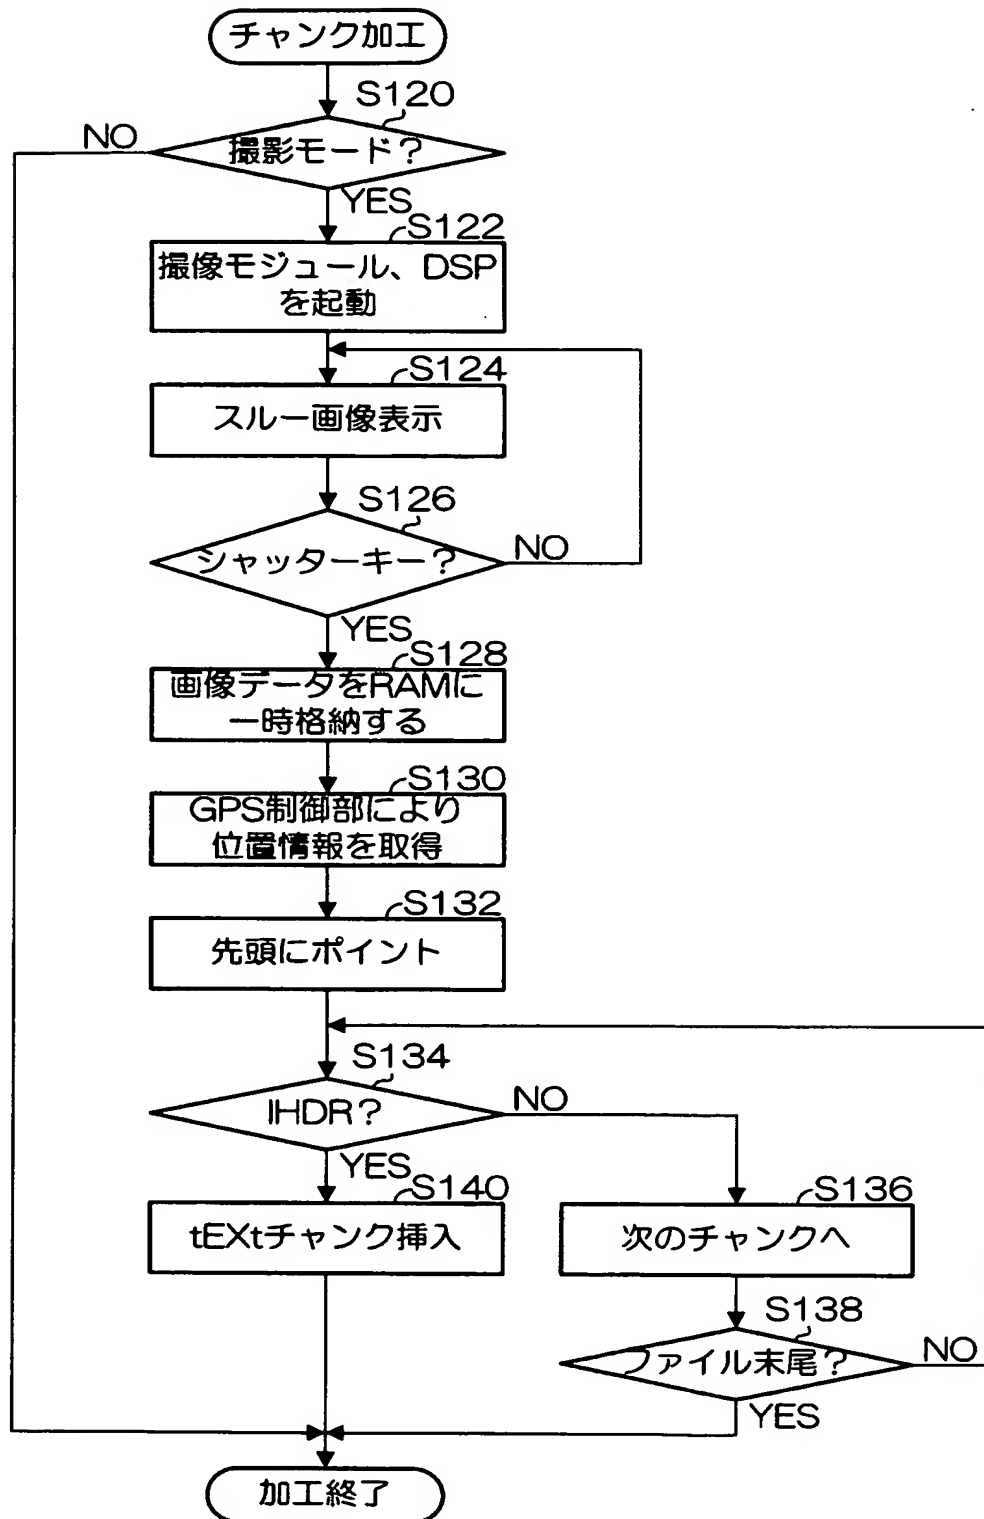 チャンク加工
S120
NO
撮影モード?
YES
S122
撮像モジュール、DSP
を起動
S124
スルー画像表示
S126
シャッターキー?
NO
YES
S128
画像データをRAMに
一時格納する
S130
GPS制御部により
位置情報を取得
S132
先頭にポイント
S134
IHDR?
NO
YES
S140
S136
tEXtチャンク挿入
次のチャンクへ
S138
ファイル末尾?
NO
YES
加工終了